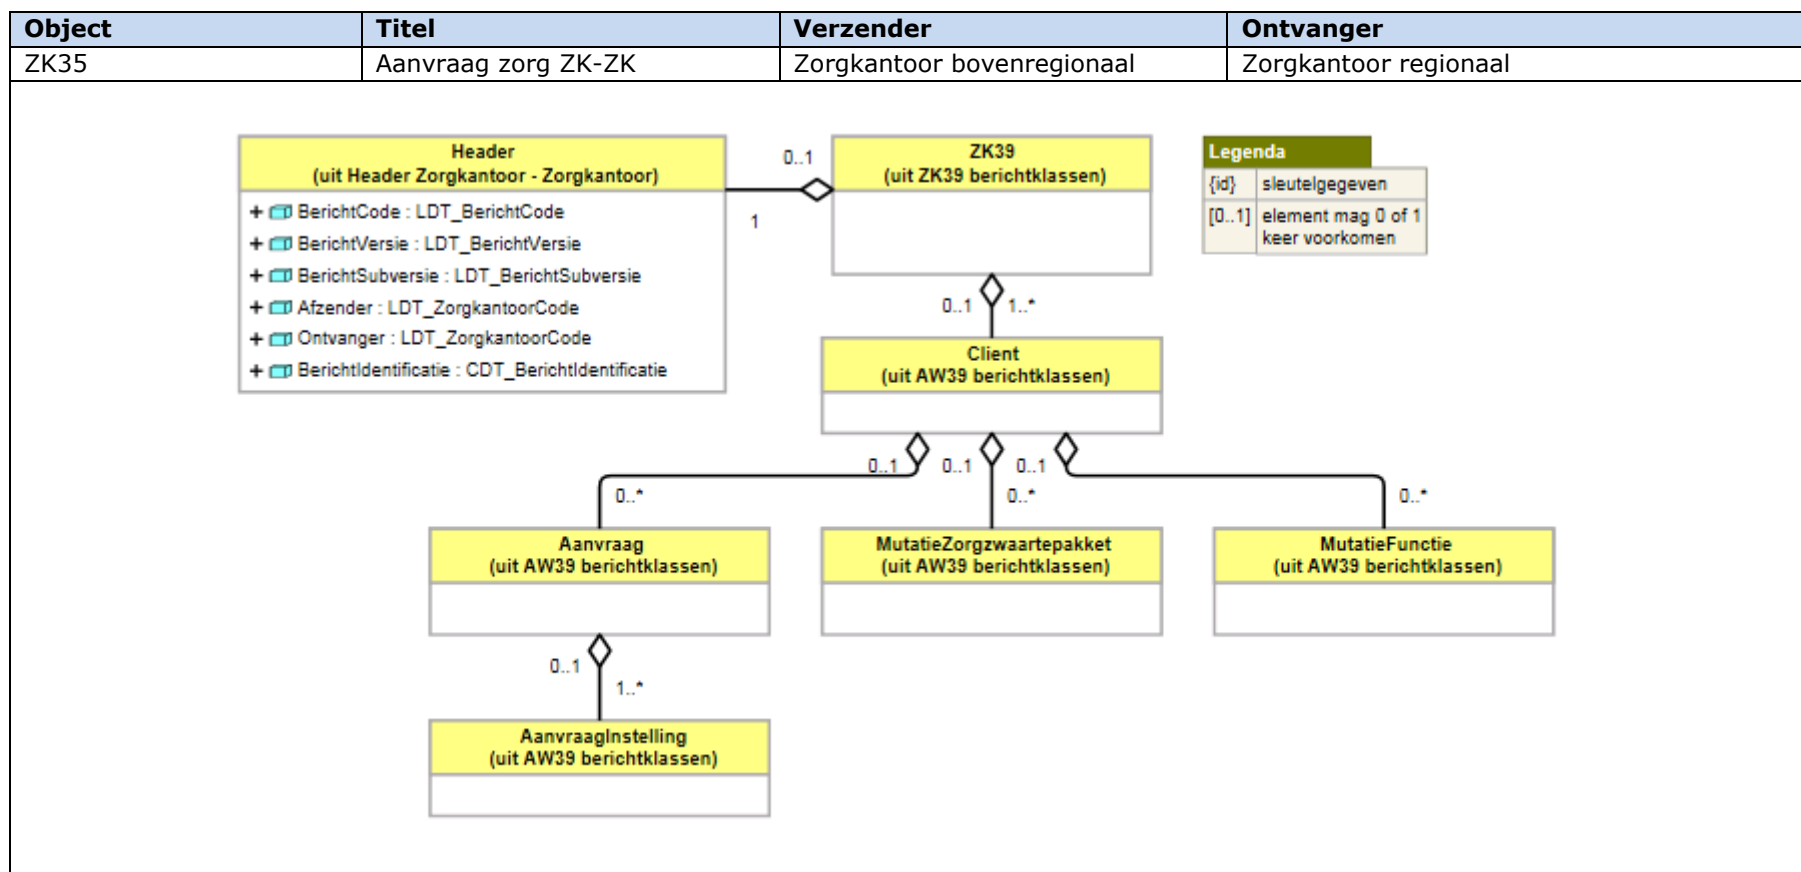 Object Titel Verzender Ontvanger
ZK35 Aanvraag zorg ZK-ZK Zorgkantoor bovenregionaal Zorgkantoor regionaal
Header
(uit Header Zorgkantoor - Zorgkantoor)
+ BerichtCode : LDT_BerichtCode
+ BerichtVersie : LDT_BerichtVersie
+ BerichtSubversie : LDT_BerichtSubversie
+ Afzender : LDT_ZorgkantoorCode
+ Ontvanger : LDT_ZorgkantoorCode
+ BerichtIdentificatie : CDT_BerichtIdentificatie
0..1
1
ZK39
(uit ZK39 berichtklassen)
Legenda
{id} sleutelgegeven
[0..1] element mag 0 of 1
keer voorkomen
0..1 1..*
Client
(uit AW39 berichtklassen)
0..1 0..1 0..1
0..* 0..* 0..*
Aanvraag
(uit AW39 berichtklassen)
MutatieZorgzwaartepakket
(uit AW39 berichtklassen)
MutatieFunctie
(uit AW39 berichtklassen)
0..1
1..*
AanvraagInstelling
(uit AW39 berichtklassen)